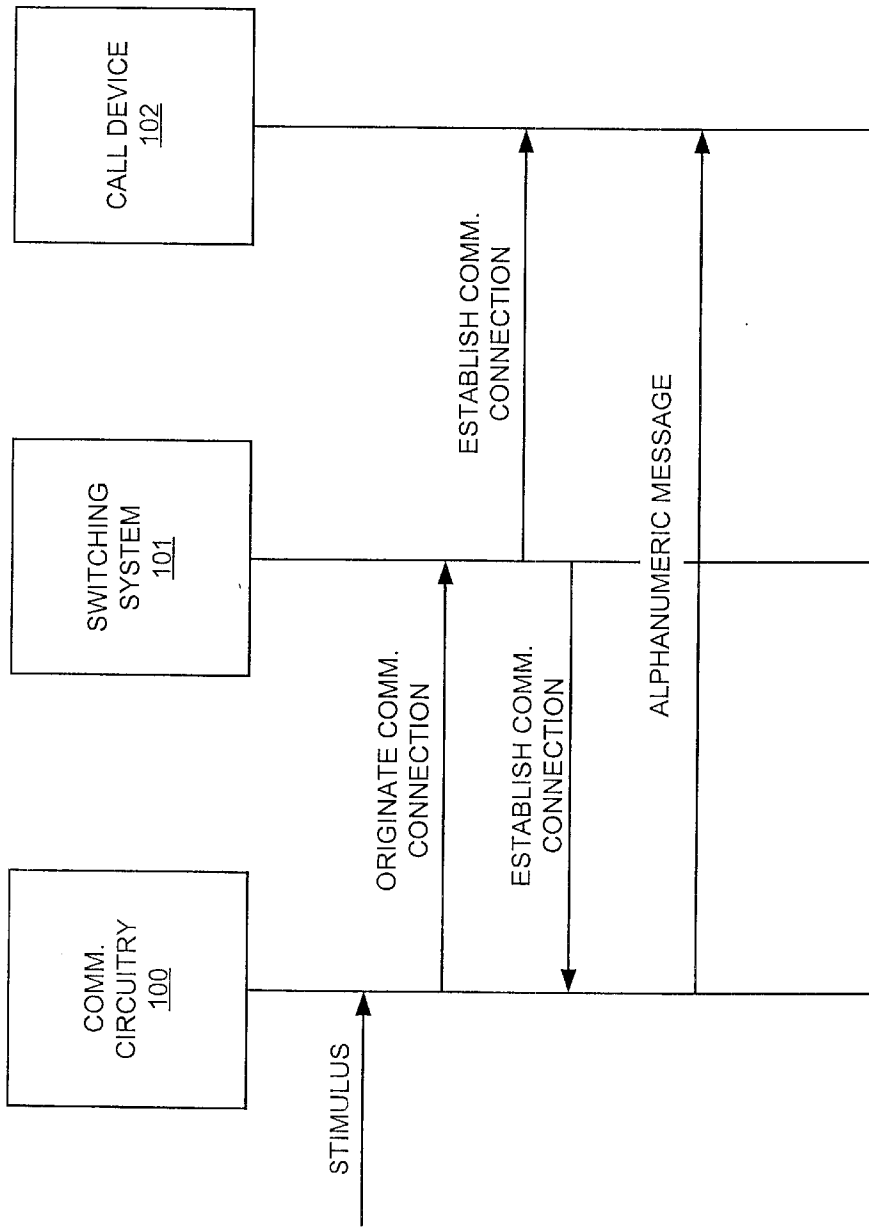 COMM.
CIRCUITRY
100
SWITCHING
SYSTEM
101
CALL DEVICE
102
STIMULUS
ORIGINATE COMM.
CONNECTION
ESTABLISH COMM.
CONNECTION
ESTABLISH COMM.
CONNECTION
ALPHANUMERIC MESSAGE